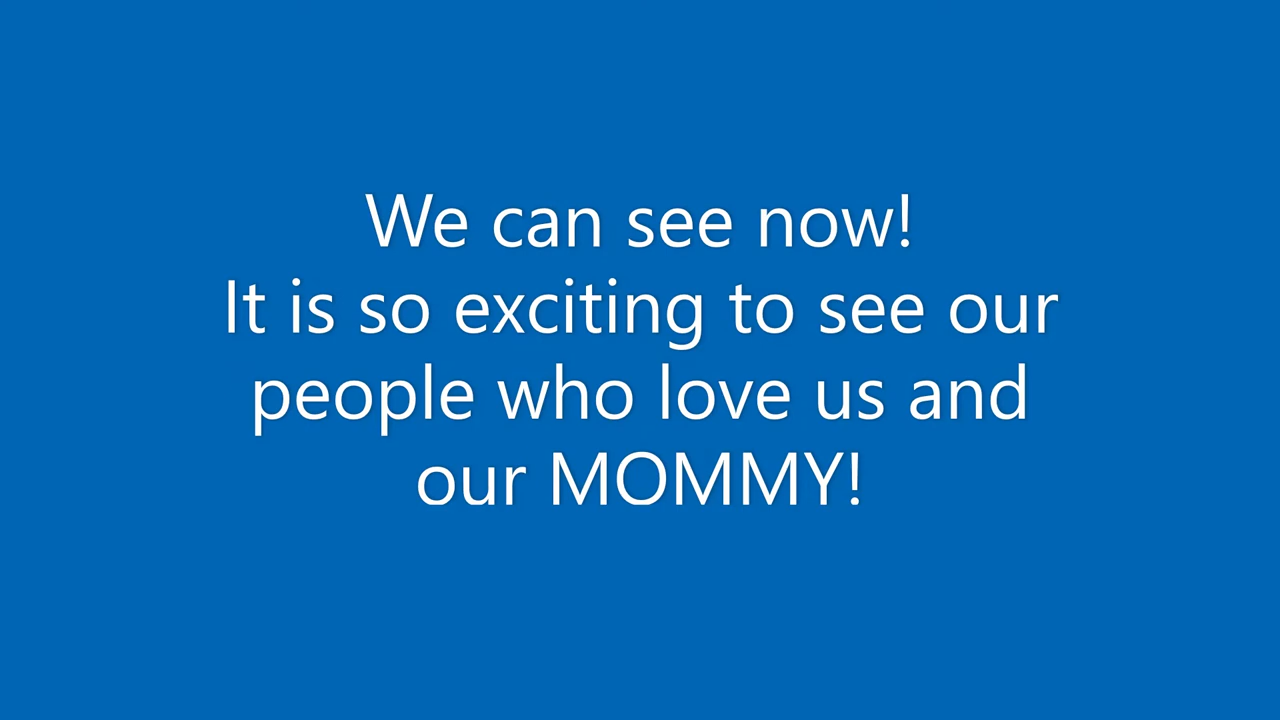 We can see now!
It is so exciting to see our
people who love us and
our MOMMY!